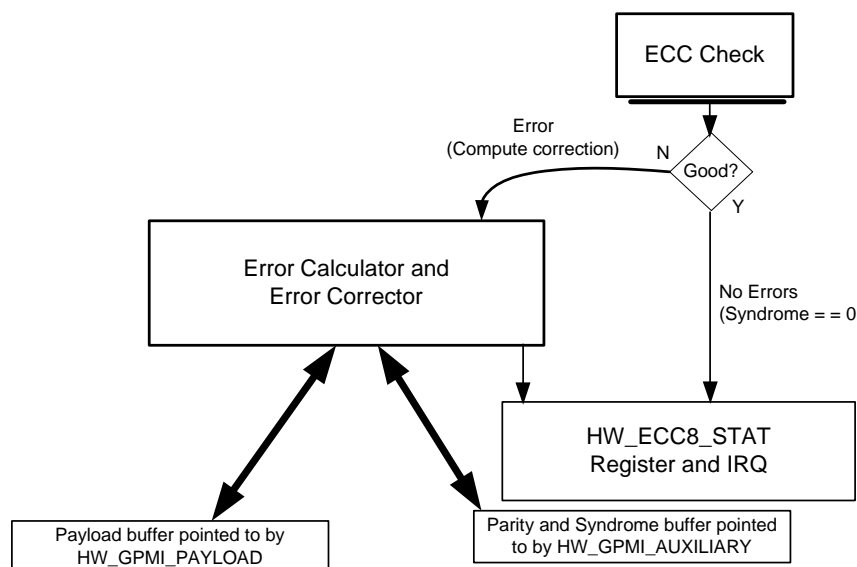 ECC Check
Error
(Compute correction)
N
Good?
Y
Error Calculator and
Error Corrector
No Errors
(Syndrome = = 0
HW_ECC8_STAT
Register and IRQ
Payload buffer pointed to by
HW_GPMI_PAYLOAD
Parity and Syndrome buffer pointed
to by HW_GPMI_AUXILIARY